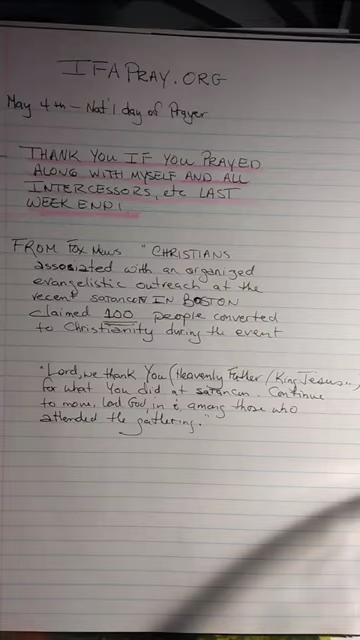 IFAPRAY.ORG
May 4th - Nat'l day of Prayer
THANK YOU IF YOU PRAYED
ALONG WITH MYSELF AND ALL
INTERCESSORS, etc LAST
WEEK END!
FROM Fox News "CHRISTIANS
associated with an organized
evangelistic outreach at the
recent satancon IN BOSTON
claimed 100 people converted
to Christianity during the event
"Lord, we thank You (Heavenly Father / King Jesus...)
for what You did at satancon. Continue
to move, Lord God, in &, among those who
attended the gathering."